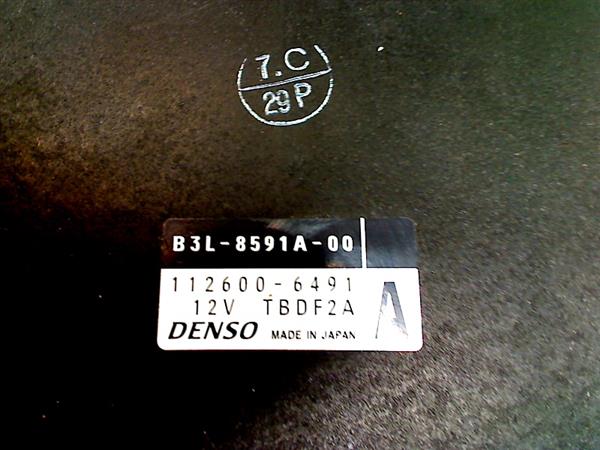 7.C
29P
B3L-8591A-00
112600-6491
12V TBDF2A
A
DENSO MADE IN JAPAN